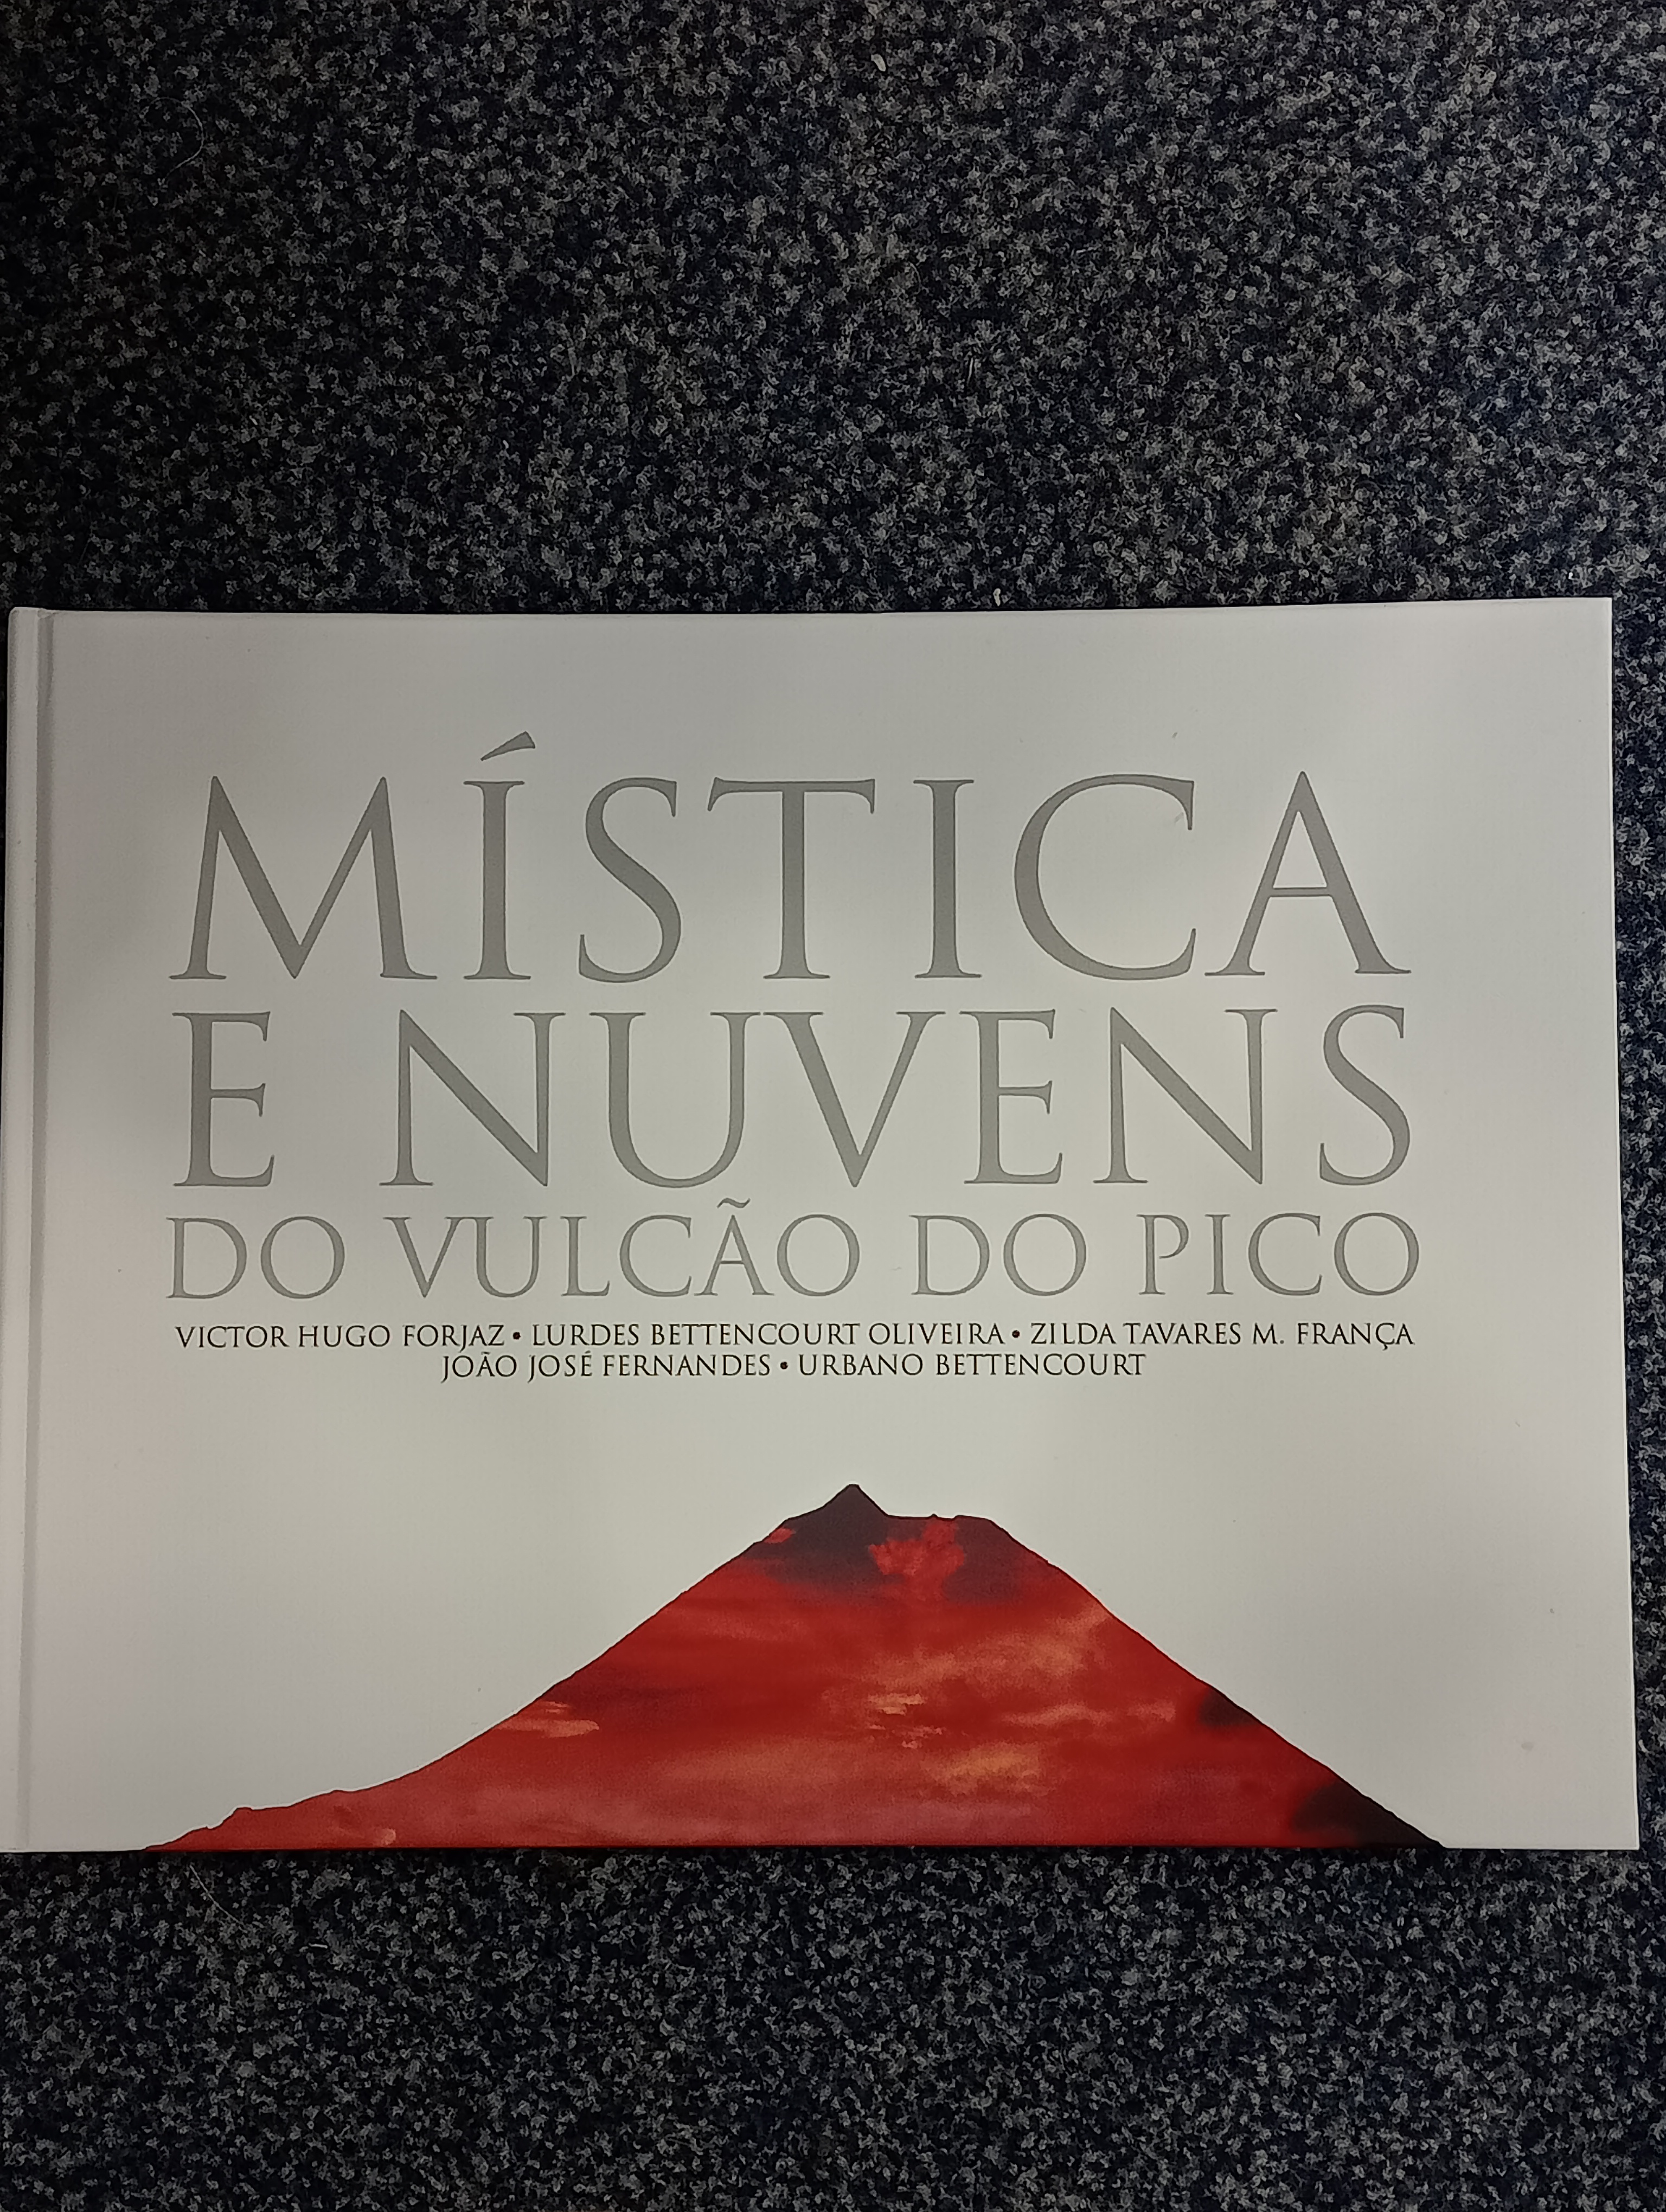 MÍSTICA
E NUVENS
DO VULCÃO DO PICO
VICTOR HUGO FORJAZ • LURDES BETTENCOURT OLIVEIRA • ZILDA TAVARES M. FRANÇA
JOÃO JOSÉ FERNANDES • URBANO BETTENCOURT